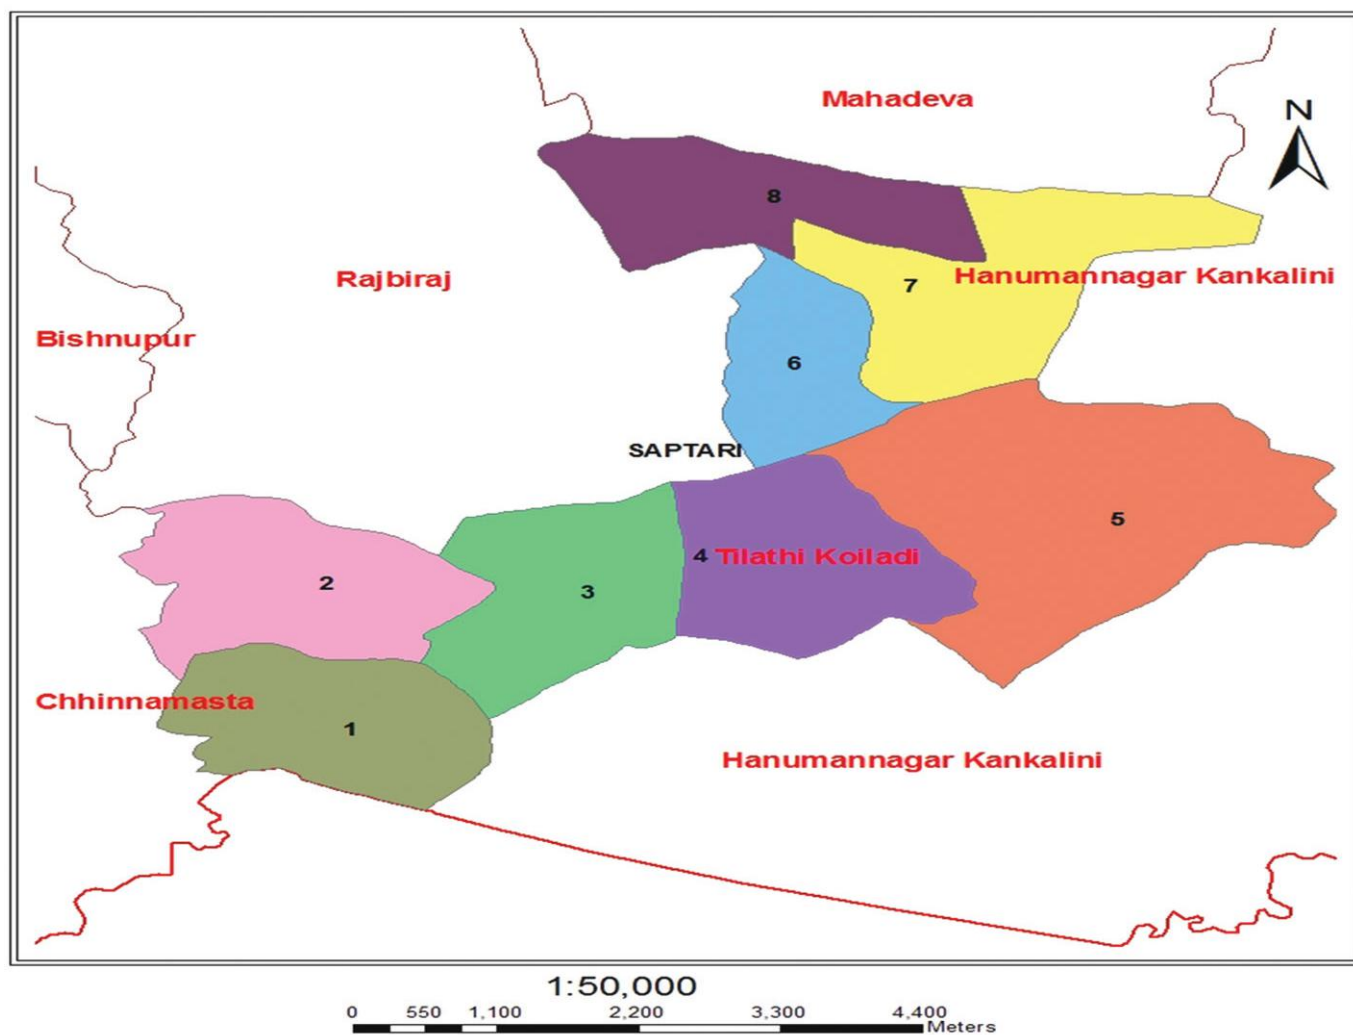 Mahadeva
N
8
Rajbiraj
7
Hanumannagar Kankalini
Bishnupur
6
SAPTARI
5
4
Tilathi Koiladi
2
3
Chhinnamasta
1
Hanumannagar Kankalini
1:50,000
0 550 1,100 2,200 3,300 4,400
Meters